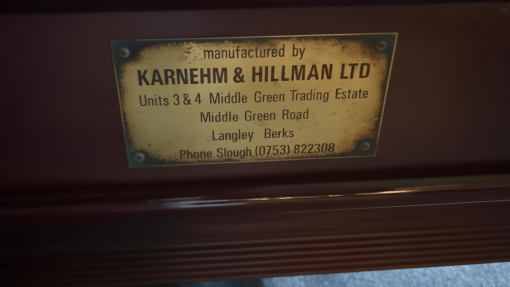 manufactured by
KARNEHM & HILLMAN LTD
Units 3 & 4 Middle Green Trading Estate
Middle Green Road
Langley Berks
Phone Slough (0753) 822308